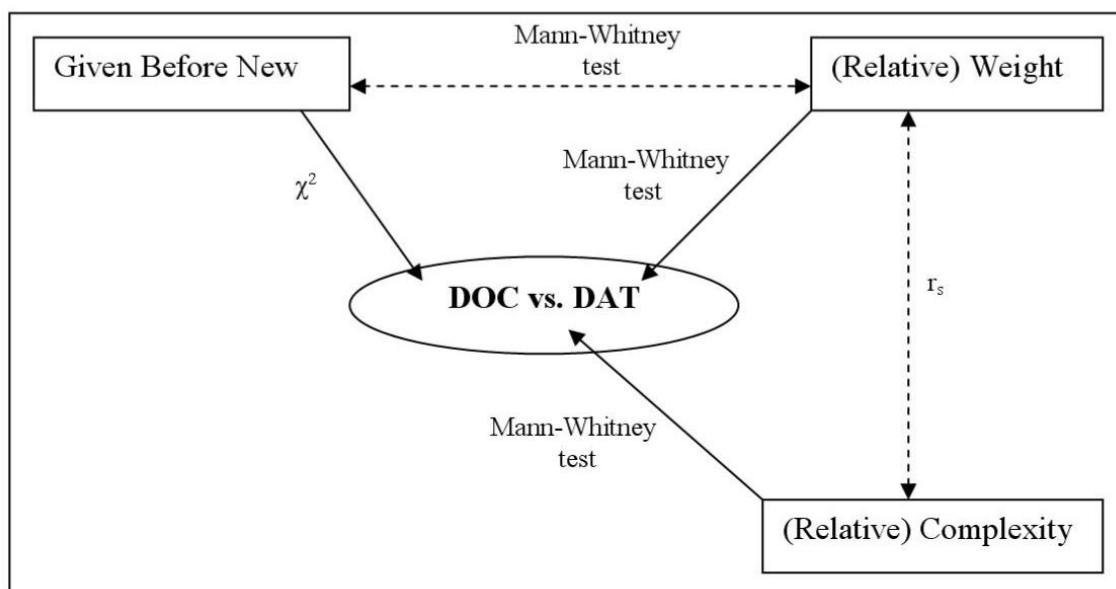 Given Before New
Mann-Whitney
test
(Relative) Weight
Mann-Whitney
test
χ²
DOC vs. DAT
rₛ
Mann-Whitney
test
(Relative) Complexity